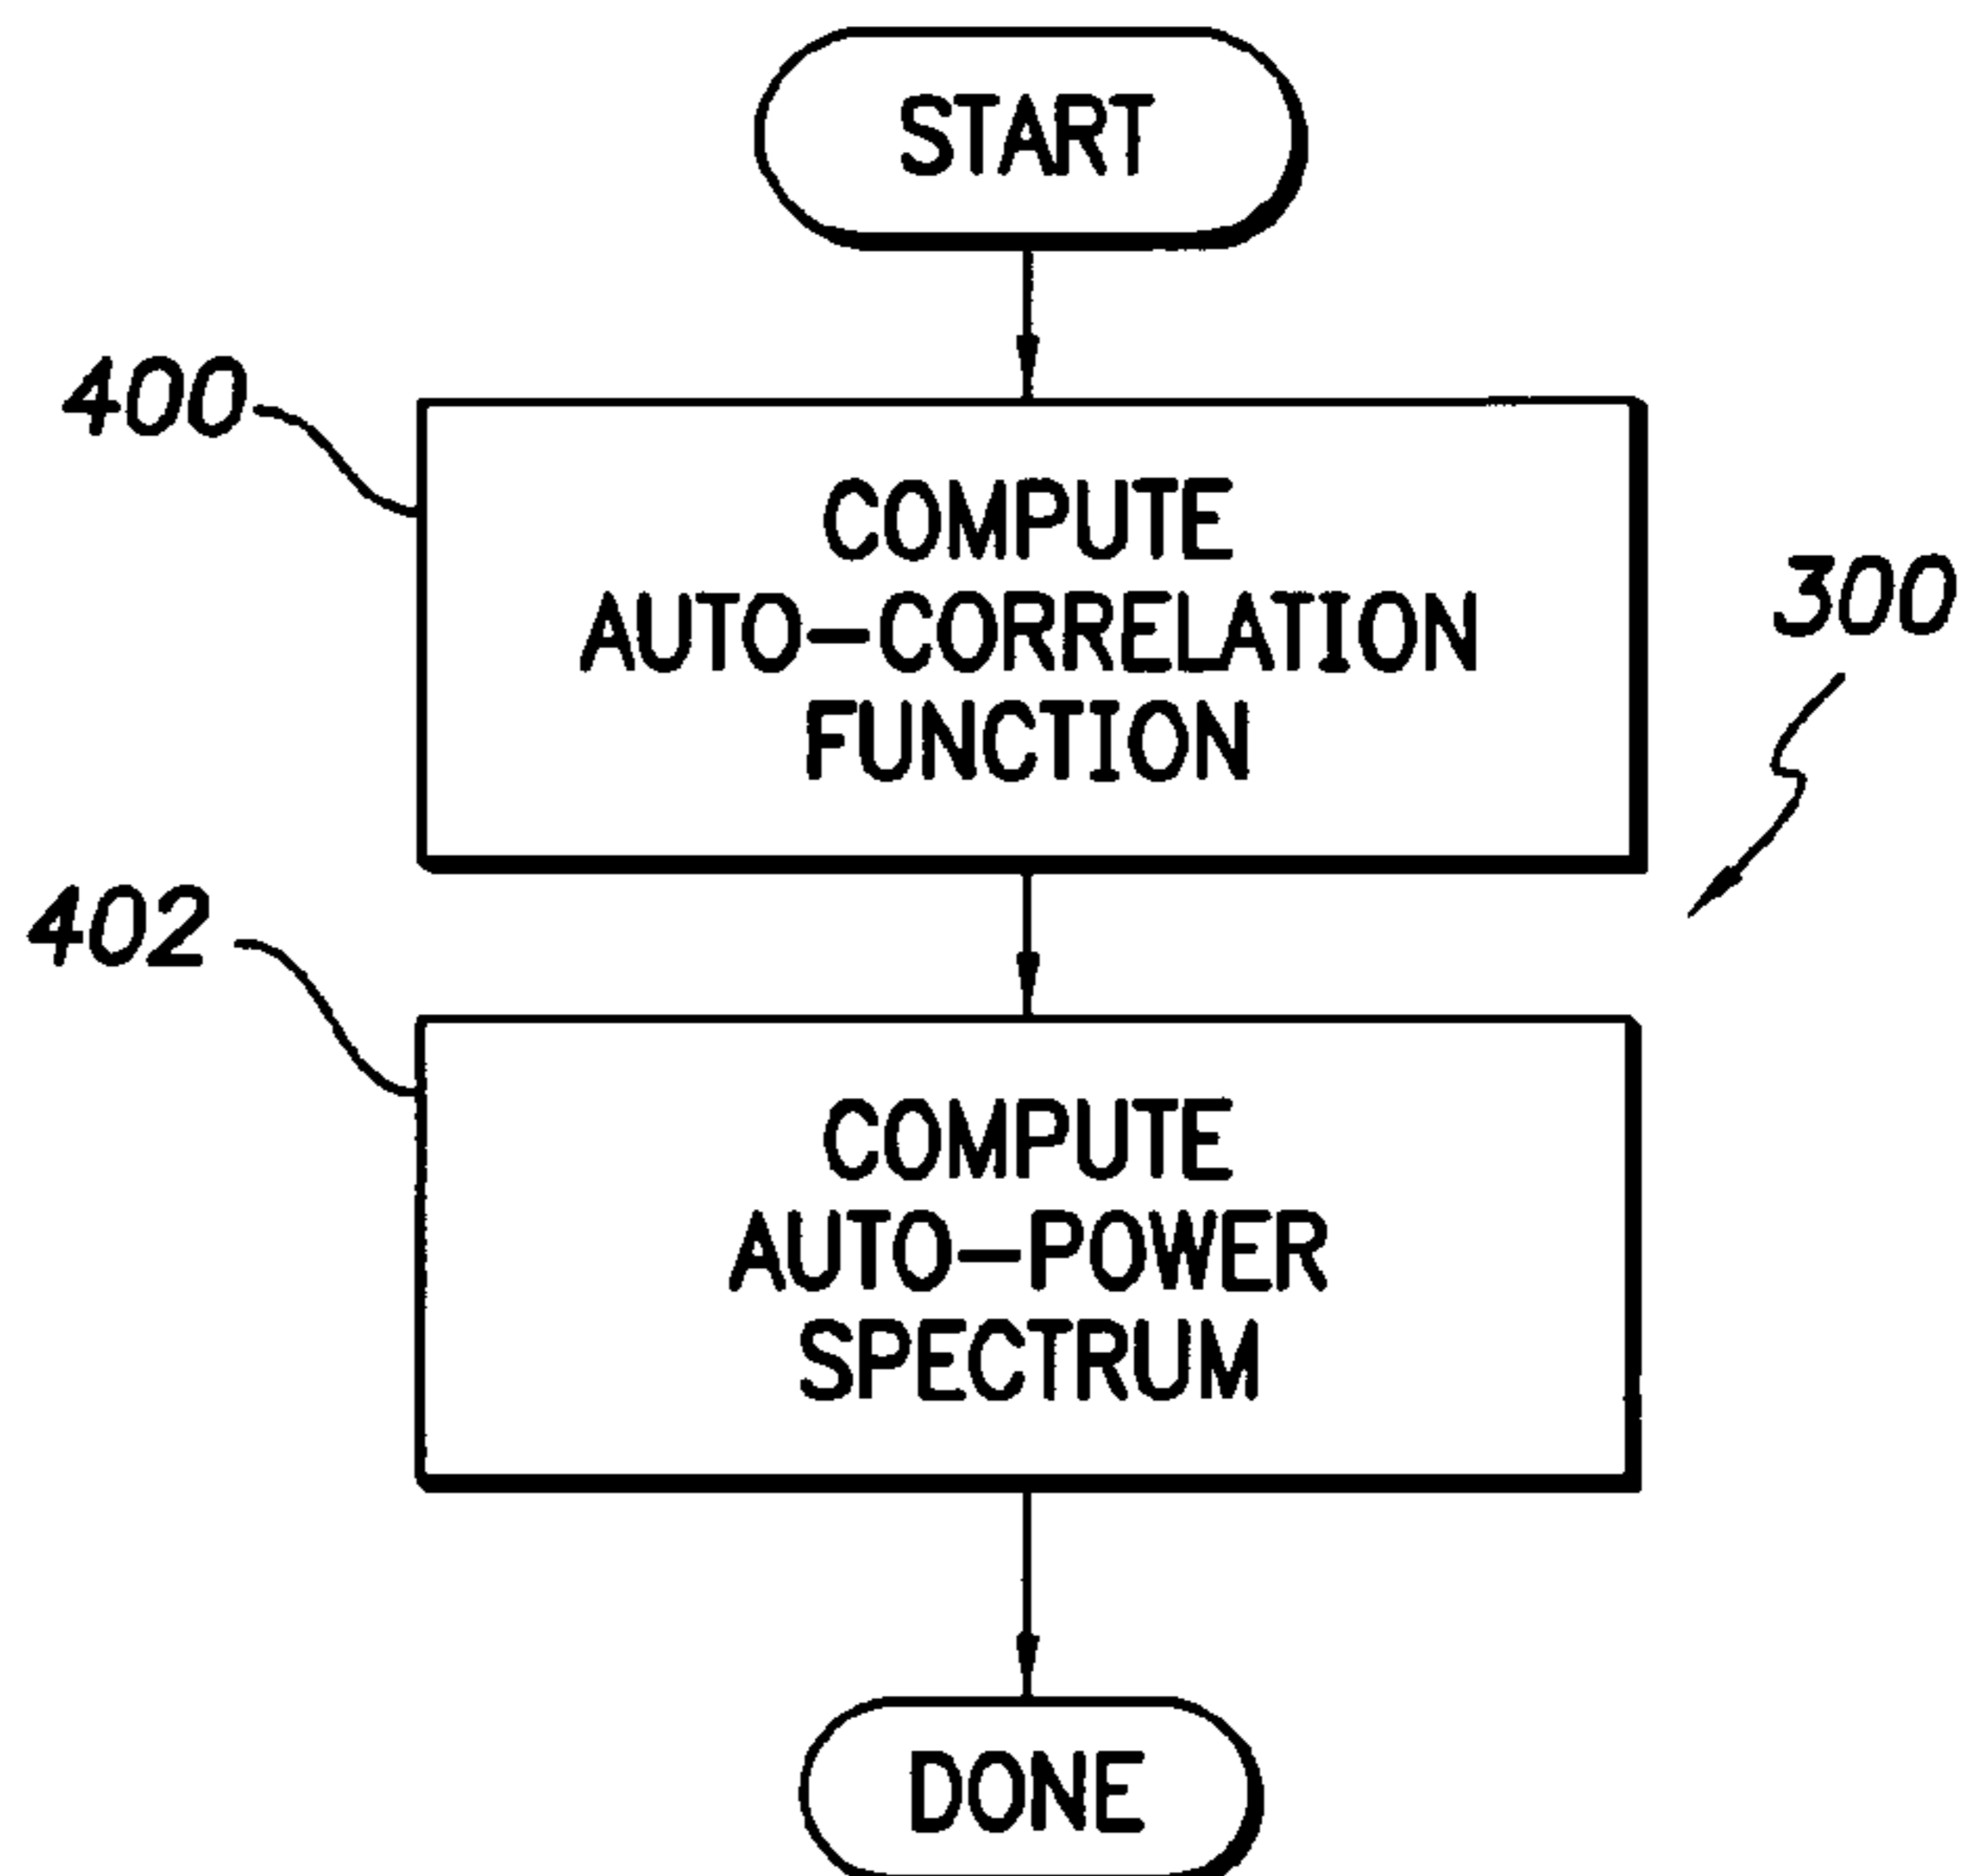 START
400
COMPUTE
AUTO-CORRELATION
FUNCTION
300
402
COMPUTE
AUTO-POWER
SPECTRUM
DONE